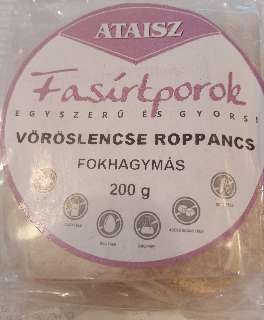 ATAISZ
Fasírtporok
EGYSZERŰ ÉS GYORS!
VÖRÖSLENCSE ROPPANCS
FOKHAGYMÁS
200 g